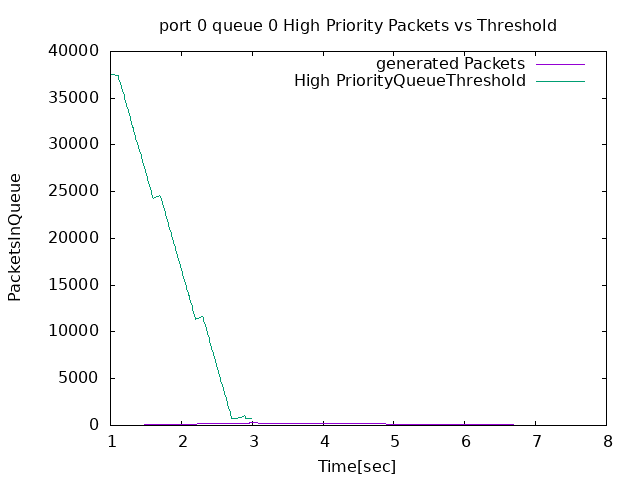 port 0 queue 0 High Priority Packets vs Threshold
40000
35000
30000
25000
20000
15000
10000
5000
0
generated Packets
High PriorityQueueThreshold
PacketsInQueue
1 2 3 4 5 6 7 8
Time[sec]